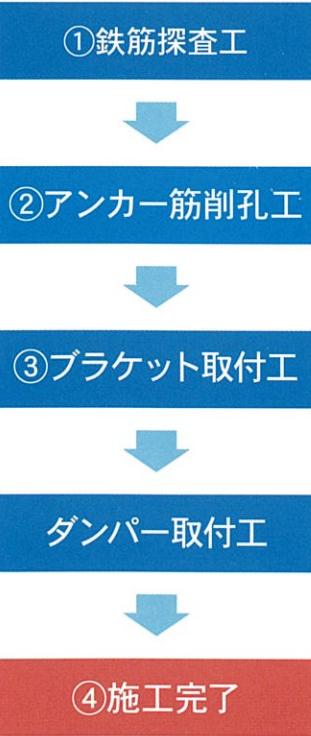 ①鉄筋探査工
②アンカー筋削孔工
③ブラケット取付工
ダンパー取付工
④施工完了